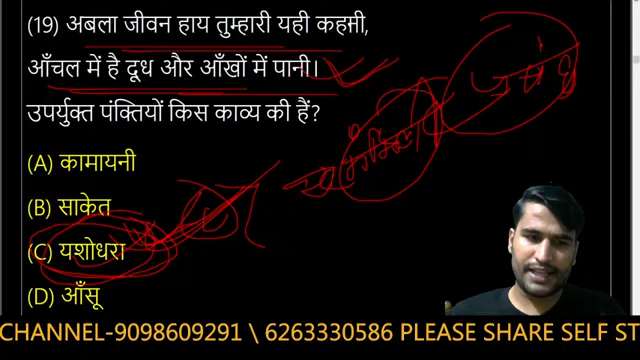 (19) अबला जीवन हाय तुम्हारी यही कहानी,
आँचल में है दूध और आँखों में पानी।
उपर्युक्त पंक्तियों किस काव्य की हैं?
(A) कामायनी
(B) साकेत
(C) यशोधरा
(D) आँसू
CHANNEL-9098609291 \ 6263330586 PLEASE SHARE SELF ST